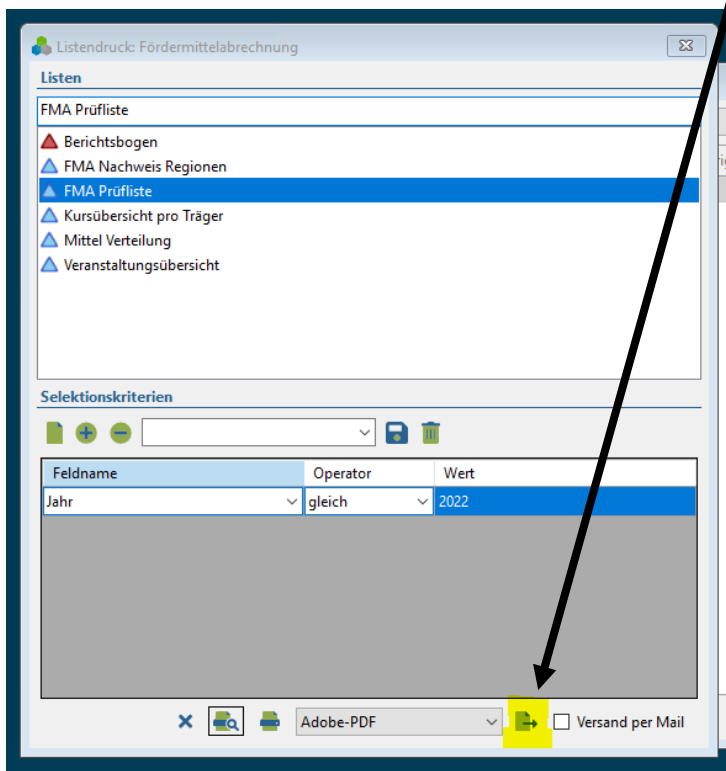 Listendruck: Fördermittelabrechnung
Listen
FMA Prüfliste
Berichtsbogen
FMA Nachweis Regionen
FMA Prüfliste
Kursübersicht pro Träger
Mittel Verteilung
Veranstaltungsübersicht
Selektionskriterien
Feldname Operator Wert
Jahr gleich 2022
Adobe-PDF Versand per Mail